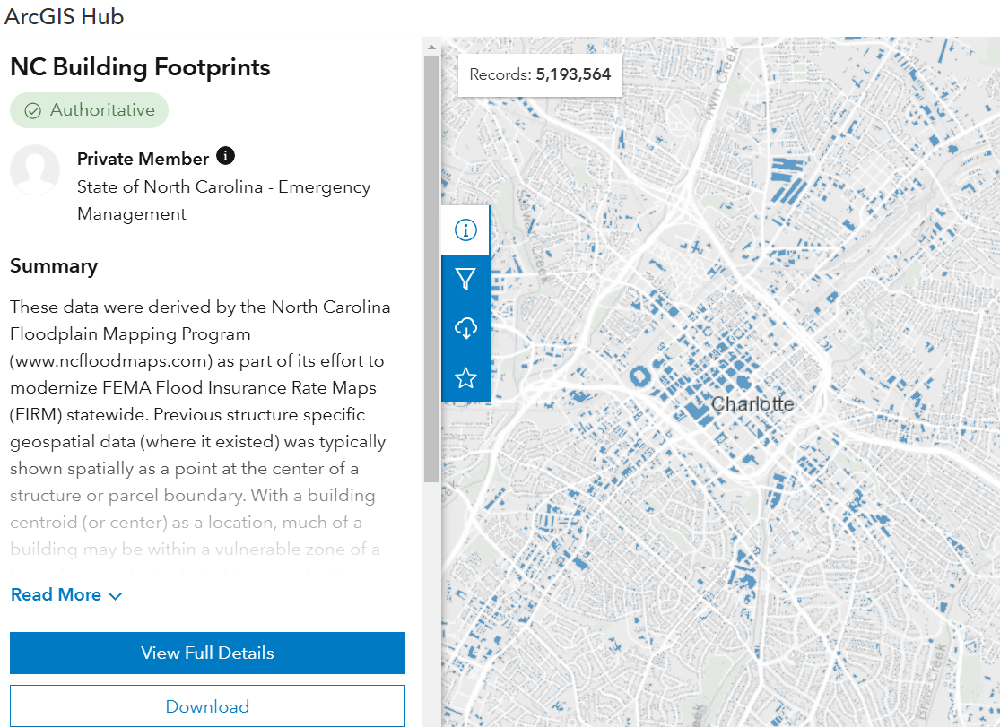 ArcGIS Hub
NC Building Footprints
Authoritative
Private Member
State of North Carolina - Emergency
Management
Summary
These data were derived by the North Carolina
Floodplain Mapping Program
(www.ncfloodmaps.com) as part of its effort to
modernize FEMA Flood Insurance Rate Maps
(FIRM) statewide. Previous structure specific
geospatial data (where it existed) was typically
shown spatially as a point at the center of a
structure or parcel boundary. With a building
centroid (or center) as a location, much of a
building may be within a vulnerable zone of a
Read More
View Full Details
Download
Records: 5,193,564
Creek
Creek
Charlotte
Creek